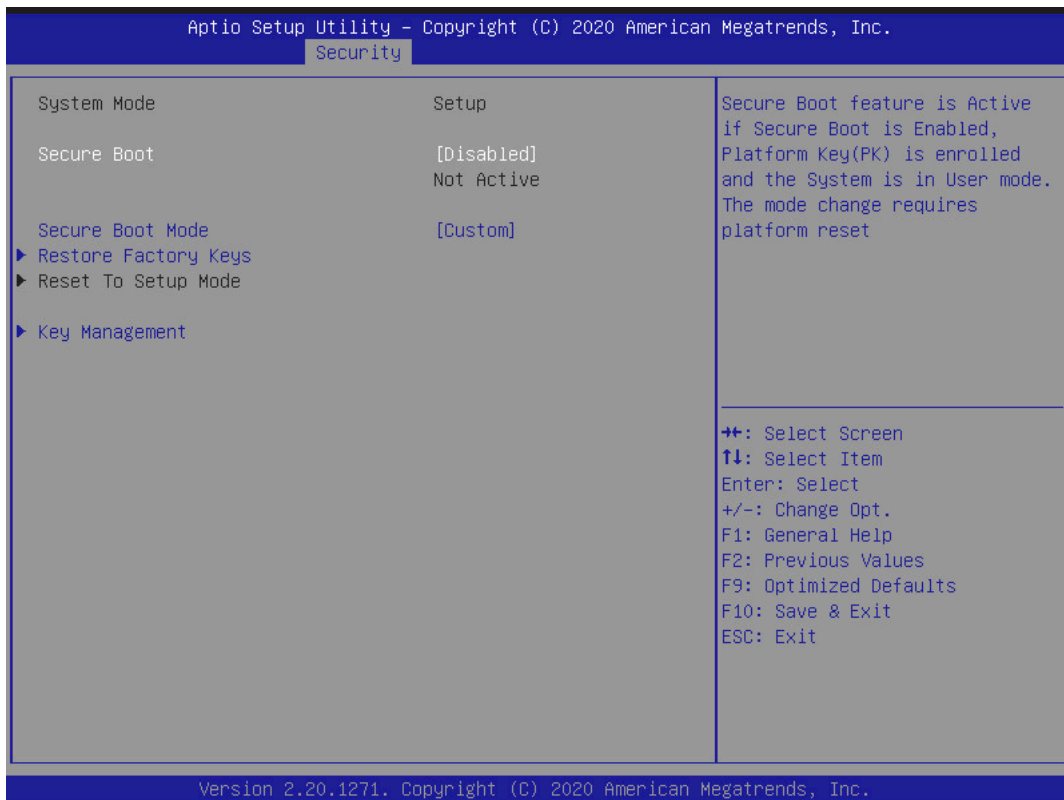 Aptio Setup Utility – Copyright (C) 2020 American Megatrends, Inc.
Security
System Mode Setup
Secure Boot [Disabled]
Not Active
Secure Boot Mode [Custom]
▶ Restore Factory Keys
▶ Reset To Setup Mode
▶ Key Management
Secure Boot feature is Active
if Secure Boot is Enabled,
Platform Key(PK) is enrolled
and the System is in User mode.
The mode change requires
platform reset
→←: Select Screen
↑↓: Select Item
Enter: Select
+/-: Change Opt.
F1: General Help
F2: Previous Values
F9: Optimized Defaults
F10: Save & Exit
ESC: Exit
Version 2.20.1271. Copyright (C) 2020 American Megatrends, Inc.